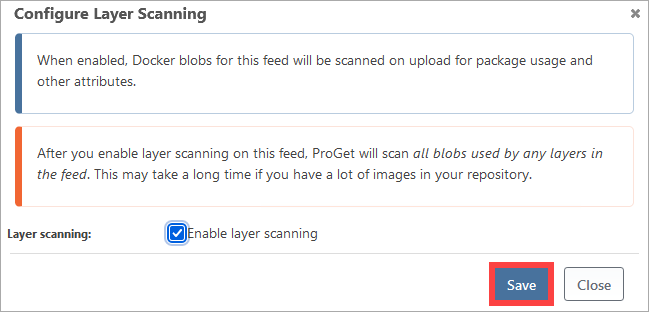 Configure Layer Scanning
When enabled, Docker blobs for this feed will be scanned on upload for package usage and
other attributes.
After you enable layer scanning on this feed, ProGet will scan all blobs used by any layers in
the feed. This may take a long time if you have a lot of images in your repository.
Layer scanning: Enable layer scanning
Save Close